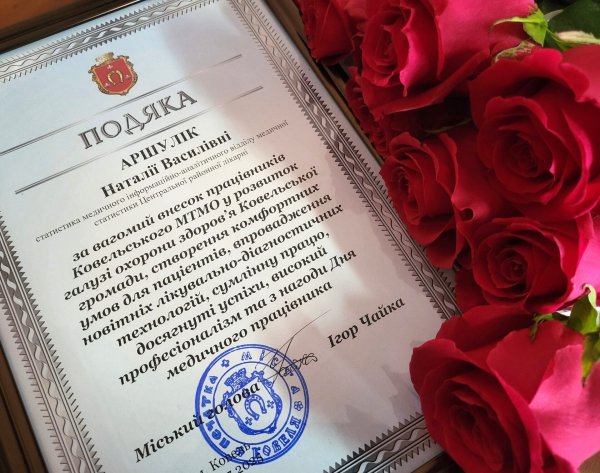 ПОДЯКА
АРШУЛІК
Наталії Василівні
статистика медичного інформаційно-аналітичного відділу медичної
статистики Центральної районної лікарні
за вагомий внесок працівників
Ковельського МТМО у розвиток
галузі охорони здоров'я Ковельської
громади, створення комфортних
умов для пацієнтів, впровадження
новітніх лікувально-діагностичних
технологій, сумлінну працю,
досягнуті успіхи, високий
професіоналізм та з нагоди Дня
медичного працівника
Міський голова Ігор Чайка